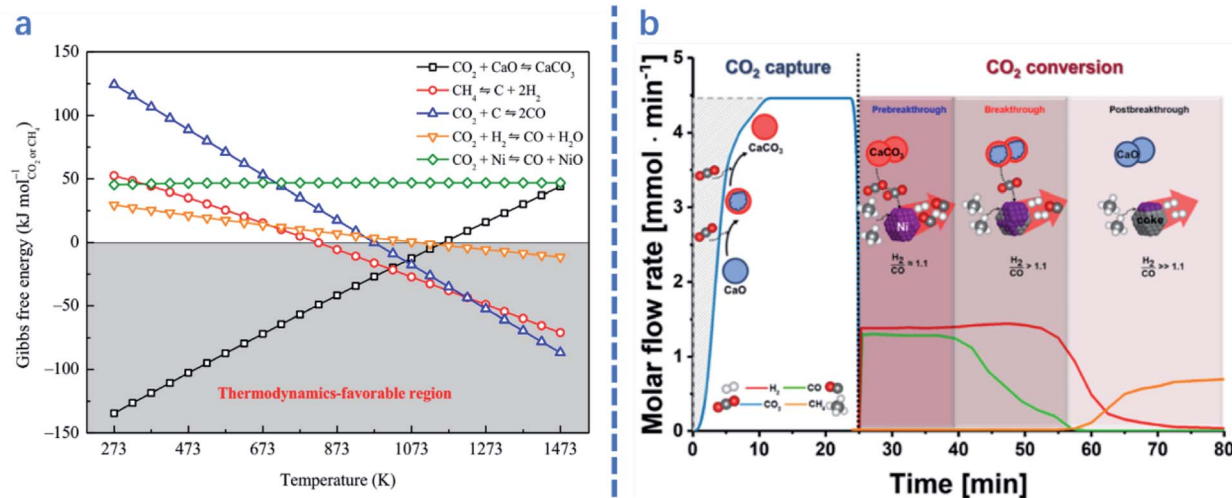 a
150
100
50
0
−50
−100
−150
Gibbs free energy (kJ mol⁻¹ CO₂ or CH₄)
CO₂ + CaO ⇋ CaCO₃
CH₄ ⇋ C + 2H₂
CO₂ + C ⇋ 2CO
CO₂ + H₂ ⇋ CO + H₂O
CO₂ + Ni ⇋ CO + NiO
Thermodynamics-favorable region
273 473 673 873 1073 1273 1473
Temperature (K)
b
5
4
3
2
1
0
Molar flow rate [mmol · min⁻¹]
CO₂ capture
CO₂ conversion
Prebreakthrough
Breakthrough
Postbreakthrough
CaCO₃
CaO
CaCO₃
Ni
H₂/CO ≈ 1.1
H₂/CO > 1.1
CaO
coke
H₂/CO >> 1.1
H₂
CO
CO₂
CH₄
0 10 20 30 40 50 60 70 80
Time [min]